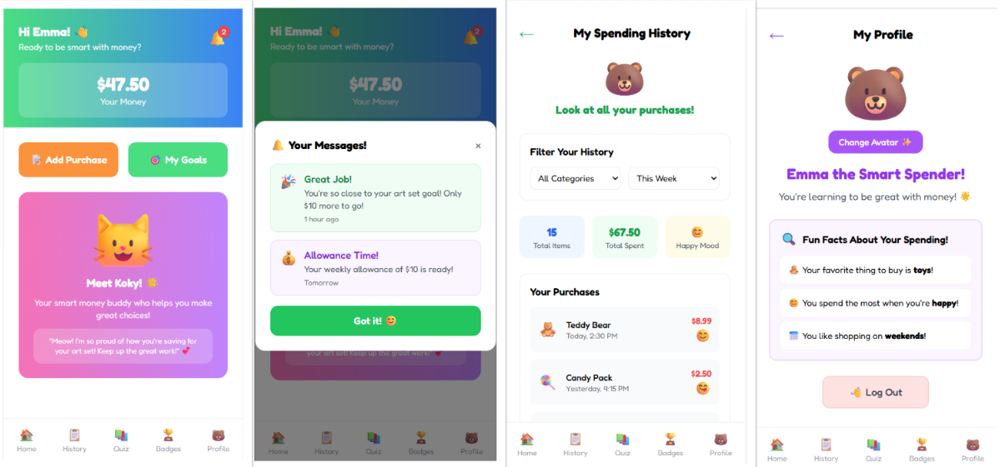 Hi Emma! 👋
Ready to be smart with money?
2
$47.50
Your Money
Add Purchase
My Goals
Meet Koky! 🌟
Your smart money buddy who helps you make
great choices!
"Meow! I'm so proud of how you're saving for
your art set! Keep up the great work!" 💕
Home
History
Quiz
Badges
Profile
Hi Emma! 👋
Ready to be smart with money?
2
$47.50
Your Money
🔔 Your Messages!
×
Great Job!
You're so close to your art set goal! Only
$10 more to go!
1 hour ago
Allowance Time!
Your weekly allowance of $10 is ready!
Tomorrow
Got it! 😊
your art set! Keep up the great work!" 💕
Home
History
Quiz
Badges
Profile
←
My Spending History
Look at all your purchases!
Filter Your History
All Categories
This Week
15
Total Items
$67.50
Total Spent
😊
Happy Mood
Your Purchases
Teddy Bear
$8.99
Today, 2:30 PM
Candy Pack
$2.50
Yesterday, 4:15 PM
Home
History
Quiz
Badges
Profile
←
My Profile
Change Avatar ✨
Emma the Smart Spender!
You're learning to be great with money! 🌟
🔍 Fun Facts About Your Spending!
🧸 Your favorite thing to buy is toys!
😊 You spend the most when you're happy!
📅 You like shopping on weekends!
👋 Log Out
Home
History
Quiz
Badges
Profile